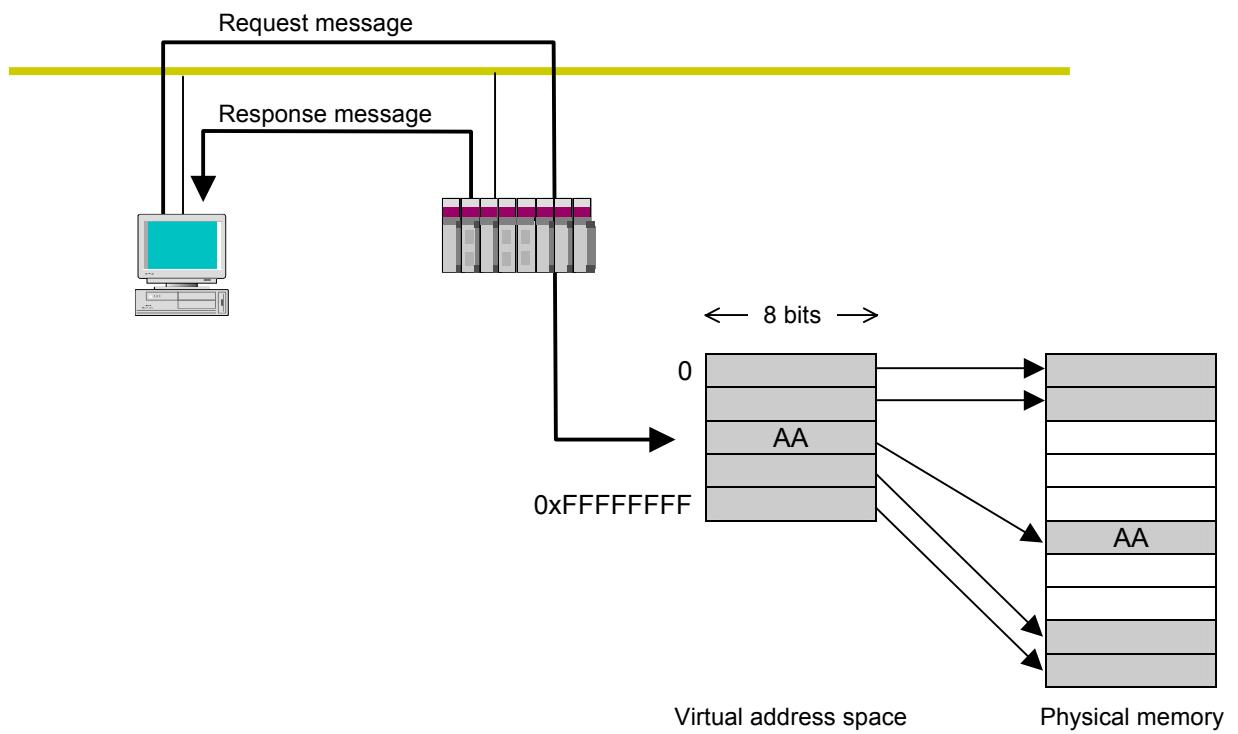 Request message
Response message
8 bits
0
AA
0xFFFFFFFF
AA
Virtual address space
Physical memory